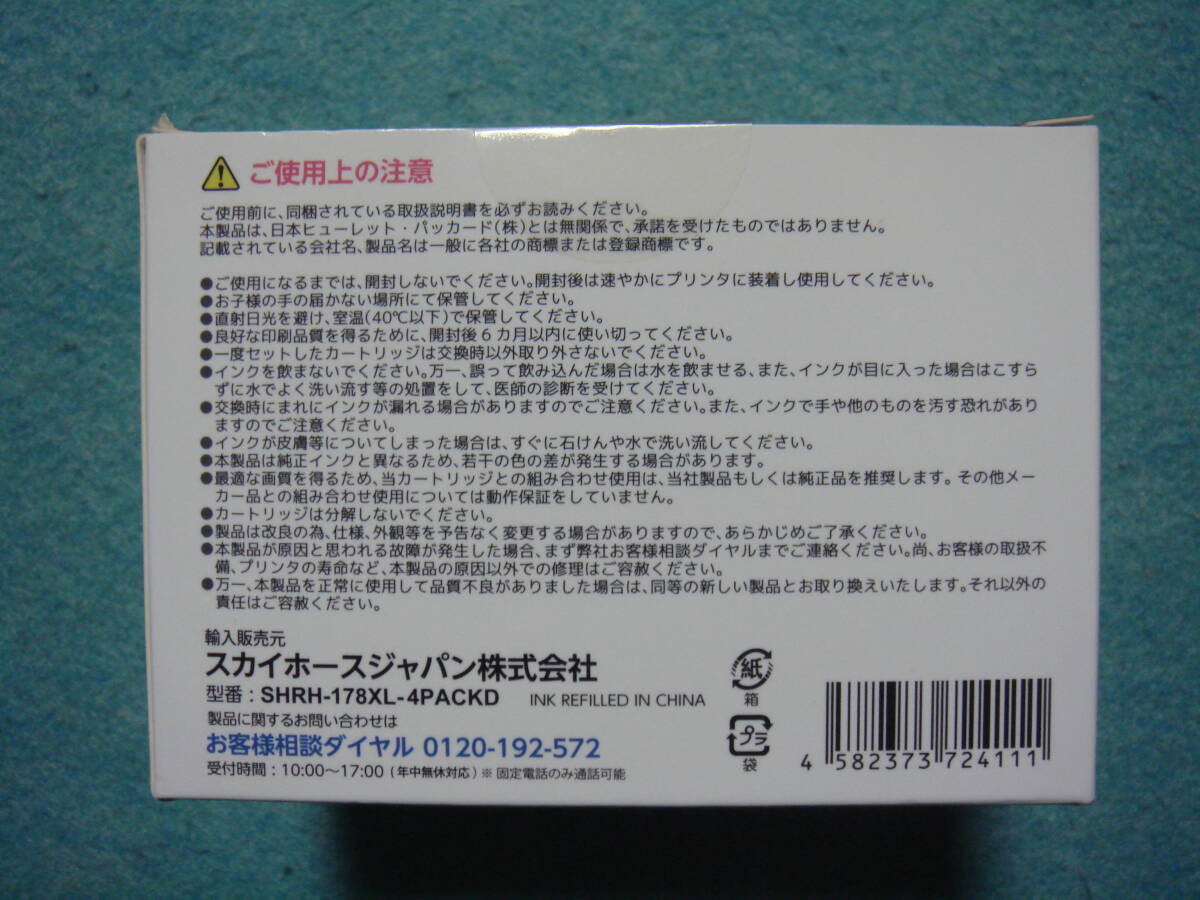 ご使用上の注意
ご使用前に、同梱されている取扱説明書を必ずお読みください。
本製品は、日本ヒューレット・パッカード(株)とは無関係で、承諾を受けたものではありません。
記載されている会社名、製品名は一般に各社の商標または登録商標です。
●ご使用になるまでは、開封しないでください。開封後は速やかにプリンタに装着し使用してください。
●お子様の手の届かない場所にて保管してください。
●直射日光を避け、室温(40℃以下)で保管してください。
●良好な印刷品質を得るために、開封後6カ月以内に使い切ってください。
●一度セットしたカートリッジは交換時以外取り外さないでください。
●インクを飲まないでください。万一、誤って飲み込んだ場合は水を飲ませる、また、インクが目に入った場合はこすら
ずに水でよく洗い流す等の処置をして、医師の診断を受けてください。
●交換時にまれにインクが漏れる場合がありますのでご注意ください。また、インクで手や他のものを汚す恐れがあり
ますのでご注意ください。
●インクが皮膚等についてしまった場合は、すぐに石けんや水で洗い流してください。
●本製品は純正インクと異なるため、若干の色の差が発生する場合があります。
●最適な画質を得るため、当カートリッジとの組み合わせ使用は、当社製品もしくは純正品を推奨します。その他メー
カー品との組み合わせ使用については動作保証をしていません。
●カートリッジは分解しないでください。
●製品は改良の為、仕様、外観等を予告なく変更する場合がありますので、あらかじめご了承ください。
●本製品が原因と思われる故障が発生した場合、まず弊社お客様相談ダイヤルまでご連絡ください。尚、お客様の取扱不
備、プリンタの寿命など、本製品の原因以外での修理はご容赦ください。
●万一、本製品を正常に使用して品質不良がありました場合は、同等の新しい製品とお取り換えいたします。それ以外の
責任はご容赦ください。
輸入販売元
スカイホースジャパン株式会社
型番:SHRH-178XL-4PACKD INK REFILLED IN CHINA
製品に関するお問い合わせは
お客様相談ダイヤル 0120-192-572
受付時間:10:00~17:00(年中無休対応)※固定電話のみ通話可能
紙
箱
プラ
袋
4 582373 724111